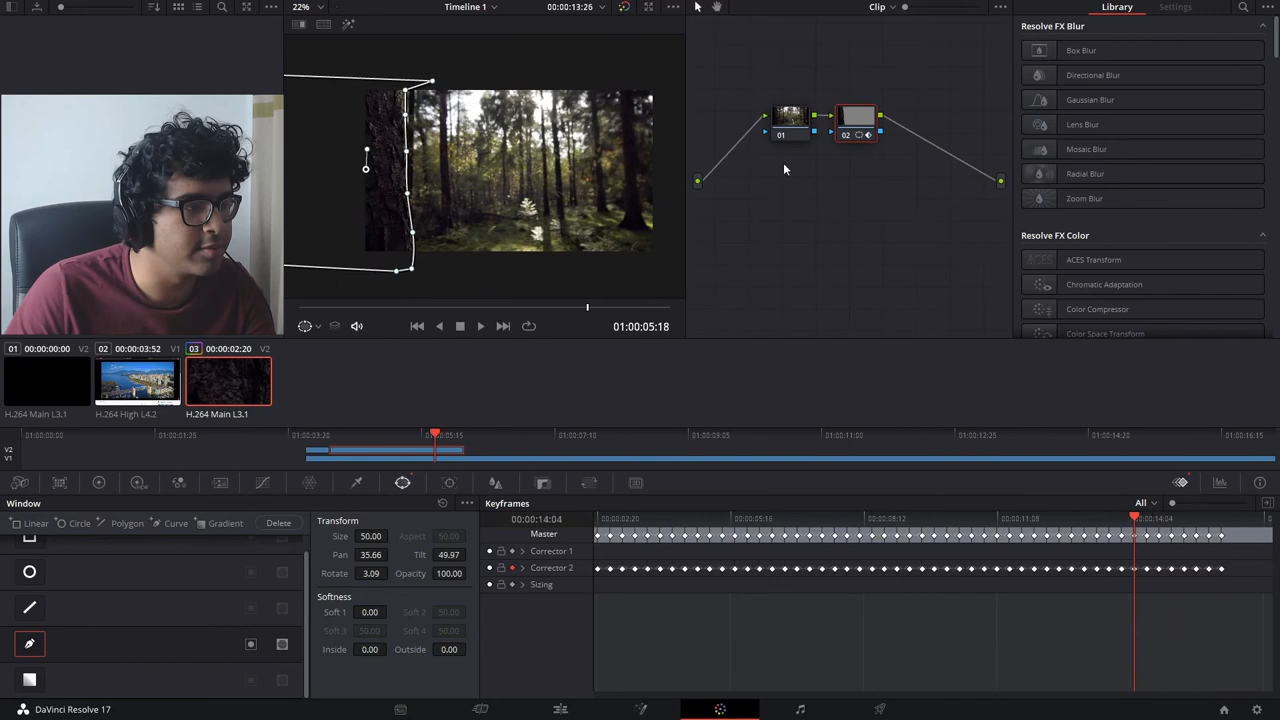 22%
Timeline 1
00:00:13:26
Clip
Library
Settings
Resolve FX Blur
Box Blur
Directional Blur
Gaussian Blur
Lens Blur
Mosaic Blur
Radial Blur
Zoom Blur
Resolve FX Color
ACES Transform
Chromatic Adaptation
Color Compressor
Color Space Transform
01
02
01:00:05:18
01 00:00:00:00 V2
02 00:00:03:52 V1
03 00:00:02:20 V2
H.264 Main L3.1
H.264 High L4.2
H.264 Main L3.1
01:00:00:00
01:00:01:25
01:00:03:20
01:00:05:15
01:00:07:10
01:00:09:05
01:00:11:00
01:00:12:25
01:00:14:20
01:00:16:15
V2
V1
Window
Linear
Circle
Polygon
Curve
Gradient
Delete
Transform
Size 50.00 Aspect 50.00
Pan 35.66 Tilt 49.97
Rotate 3.09 Opacity 100.00
Softness
Soft 1 0.00 Soft 2 50.00
Soft 3 50.00 Soft 4 50.00
Inside 0.00 Outside 0.00
Keyframes
All
00:00:14:04
00:00:02:20
00:00:05:16
00:00:08:12
00:00:11:08
00:00:14:04
Master
Corrector 1
Corrector 2
Sizing
DaVinci Resolve 17